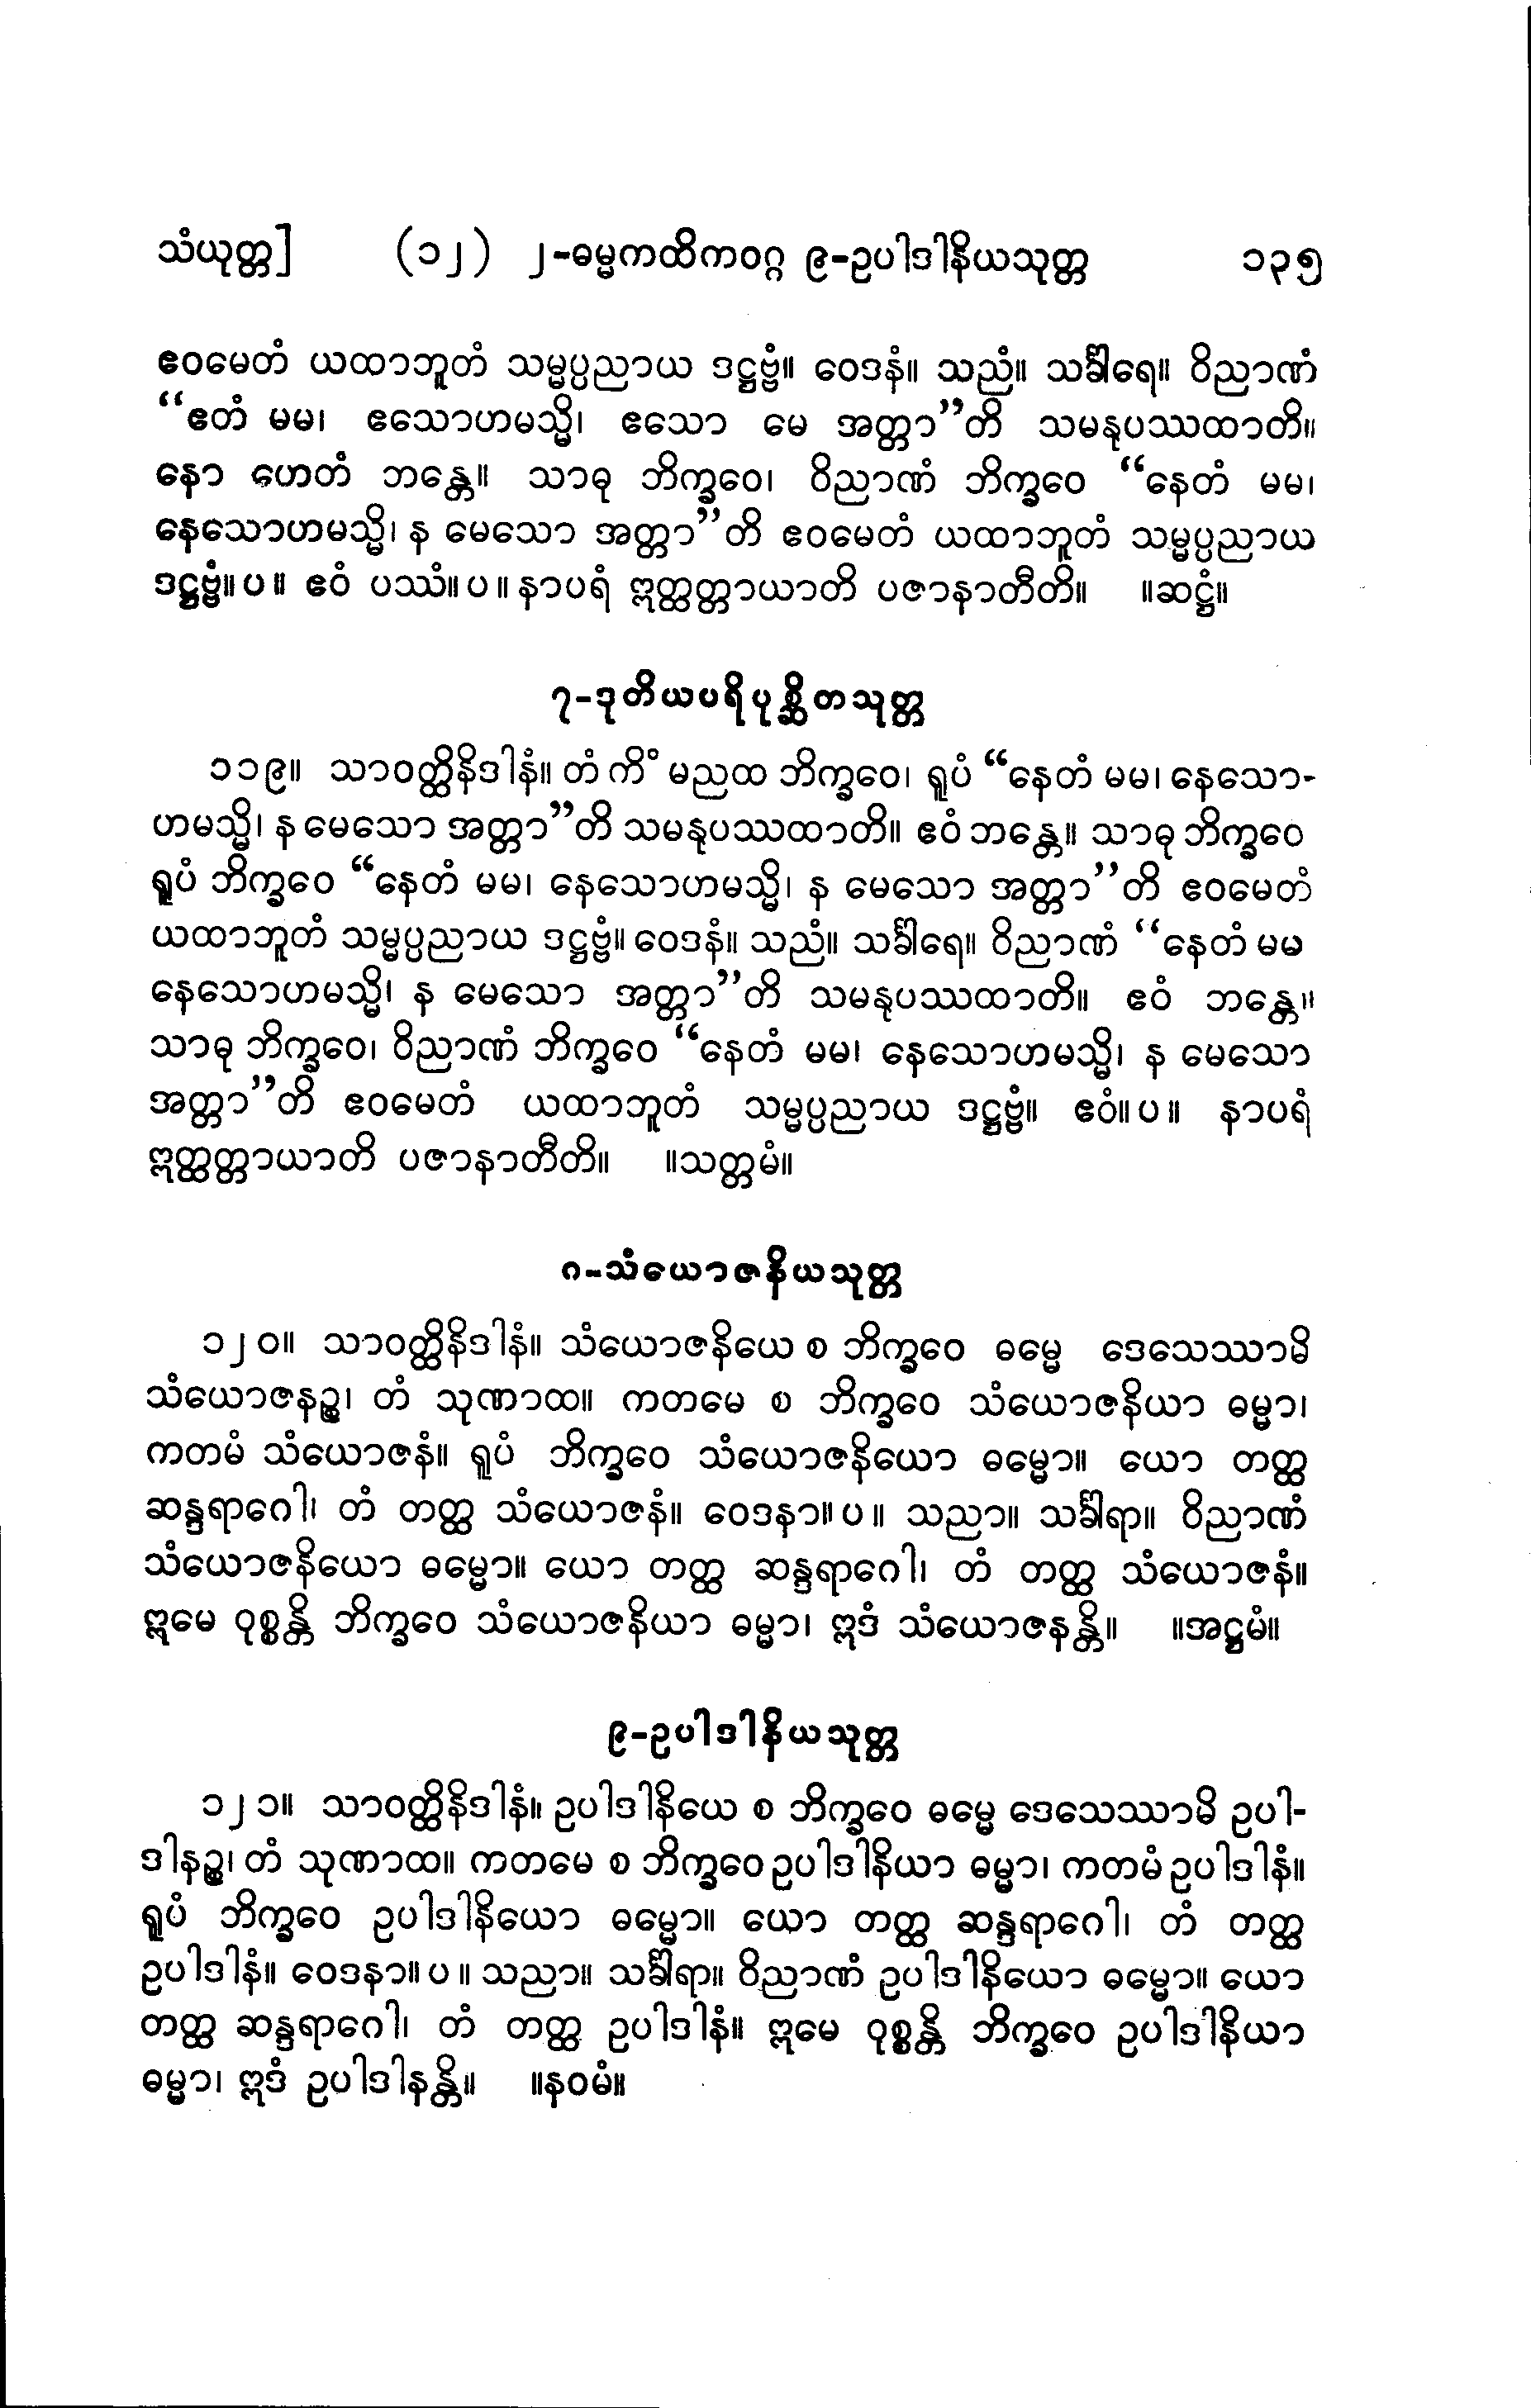 သံယုတ္တ] (၁၂) ၂-ဓမ္မကထိကဝဂ္ဂ ၉-ဥပါဒါနိယသုတ္တ ၁၃၅
ဧဝမေတံ ယထာဘူတံ သမ္မပ္ပညာယ ဒဋ္ဌဗ္ဗံ။ ဝေဒနံ။ သညံ။ သင်္ခါရေ။ ဝိညာဏံ
“ဧတံ မမ၊ ဧသောဟမသ္မိ၊ ဧသော မေ အတ္တာ”တိ သမနုပဿထာတိ။
နော ဟေတံ ဘန္တေ။ သာဓု ဘိက္ခဝေ၊ ဝိညာဏံ ဘိက္ခဝေ “နေတံ မမ၊
နေသောဟမသ္မိ၊ န မေသော အတ္တာ”တိ ဧဝမေတံ ယထာဘူတံ သမ္မပ္ပညာယ
ဒဋ္ဌဗ္ဗံ။ပ။ ဧဝံ ပဿံ။ပ။နာပရံ ဣတ္ထတ္တာယာတိ ပဇာနာတီတိ။ ။ဆဋ္ဌံ။
၇-ဒုတိယပရိပုစ္ဆိတသုတ္တ
၁၁၉။ သာဝတ္ထိနိဒါနံ။ တံ ကိံ မညထ ဘိက္ခဝေ၊ ရူပံ “နေတံ မမ၊ နေသော-
ဟမသ္မိ၊ န မေသော အတ္တာ”တိ သမနုပဿထာတိ။ ဧဝံ ဘန္တေ။ သာဓု ဘိက္ခဝေ
ရူပံ ဘိက္ခဝေ “နေတံ မမ၊ နေသောဟမသ္မိ၊ န မေသော အတ္တာ”တိ ဧဝမေတံ
ယထာဘူတံ သမ္မပ္ပညာယ ဒဋ္ဌဗ္ဗံ။ ဝေဒနံ။ သညံ။ သင်္ခါရေ။ ဝိညာဏံ “နေတံ မမ
နေသောဟမသ္မိ၊ န မေသော အတ္တာ”တိ သမနုပဿထာတိ။ ဧဝံ ဘန္တေ။
သာဓု ဘိက္ခဝေ၊ ဝိညာဏံ ဘိက္ခဝေ “နေတံ မမ၊ နေသောဟမသ္မိ၊ န မေသော
အတ္တာ”တိ ဧဝမေတံ ယထာဘူတံ သမ္မပ္ပညာယ ဒဋ္ဌဗ္ဗံ။ ဧဝံ။ပ။ နာပရံ
ဣတ္ထတ္တာယာတိ ပဇာနာတီတိ။ ။သတ္တမံ။
၈-သံယောဇနိယသုတ္တ
၁၂၀။ သာဝတ္ထိနိဒါနံ။ သံယောဇနိယေ စ ဘိက္ခဝေ ဓမ္မေ ဒေသေဿာမိ
သံယောဇနဉ္စ၊ တံ သုဏာထ။ ကတမေ စ ဘိက္ခဝေ သံယောဇနိယာ ဓမ္မာ၊
ကတမံ သံယောဇနံ။ ရူပံ ဘိက္ခဝေ သံယောဇနိယော ဓမ္မော။ ယော တတ္ထ
ဆန္ဒရာဂေါ၊ တံ တတ္ထ သံယောဇနံ။ ဝေဒနာ။ပ။ သညာ။ သင်္ခါရာ။ ဝိညာဏံ
သံယောဇနိယော ဓမ္မော။ ယော တတ္ထ ဆန္ဒရာဂေါ၊ တံ တတ္ထ သံယောဇနံ။
ဣမေ ဝုစ္စန္တိ ဘိက္ခဝေ သံယောဇနိယာ ဓမ္မာ၊ ဣဒံ သံယောဇနန္တိ။ ။အဋ္ဌမံ။
၉-ဥပါဒါနိယသုတ္တ
၁၂၁။ သာဝတ္ထိနိဒါနံ။ ဥပါဒါနိယေ စ ဘိက္ခဝေ ဓမ္မေ ဒေသေဿာမိ ဥပါ-
ဒါနဉ္စ၊ တံ သုဏာထ။ ကတမေ စ ဘိက္ခဝေ ဥပါဒါနိယာ ဓမ္မာ၊ ကတမံ ဥပါဒါနံ။
ရူပံ ဘိက္ခဝေ ဥပါဒါနိယော ဓမ္မော။ ယော တတ္ထ ဆန္ဒရာဂေါ၊ တံ တတ္ထ
ဥပါဒါနံ။ ဝေဒနာ။ပ။ သညာ။ သင်္ခါရာ။ ဝိညာဏံ ဥပါဒါနိယော ဓမ္မော။ ယော
တတ္ထ ဆန္ဒရာဂေါ၊ တံ တတ္ထ ဥပါဒါနံ။ ဣမေ ဝုစ္စန္တိ ဘိက္ခဝေ ဥပါဒါနိယာ
ဓမ္မာ၊ ဣဒံ ဥပါဒါနန္တိ။ ။နဝမံ။